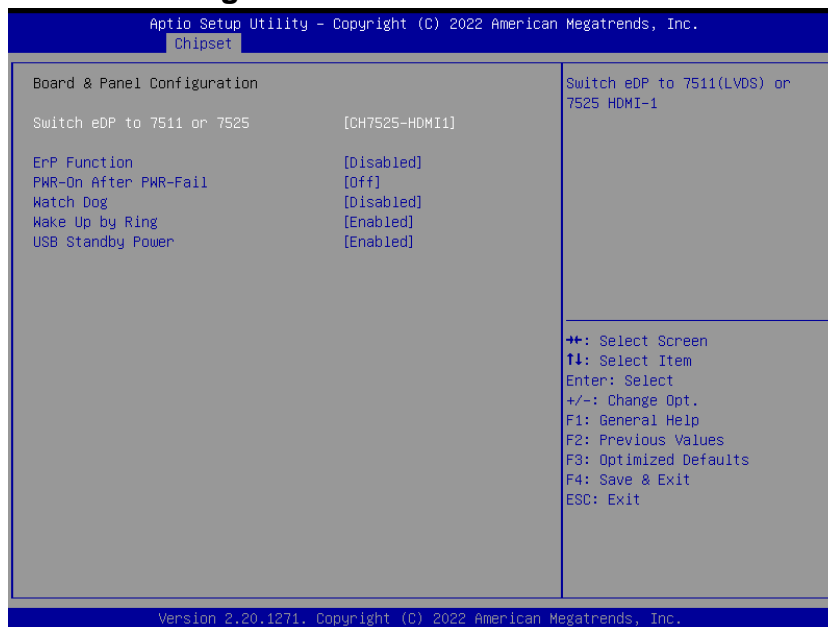 Aptio Setup Utility – Copyright (C) 2022 American Megatrends, Inc.
Chipset
Board & Panel Configuration
Switch eDP to 7511 or 7525 [CH7525-HDMI1]
ErP Function [Disabled]
PWR-On After PWR-Fail [Off]
Watch Dog [Disabled]
Wake Up by Ring [Enabled]
USB Standby Power [Enabled]
Switch eDP to 7511(LVDS) or
7525 HDMI-1
→←: Select Screen
↑↓: Select Item
Enter: Select
+/-: Change Opt.
F1: General Help
F2: Previous Values
F3: Optimized Defaults
F4: Save & Exit
ESC: Exit
Version 2.20.1271. Copyright (C) 2022 American Megatrends, Inc.